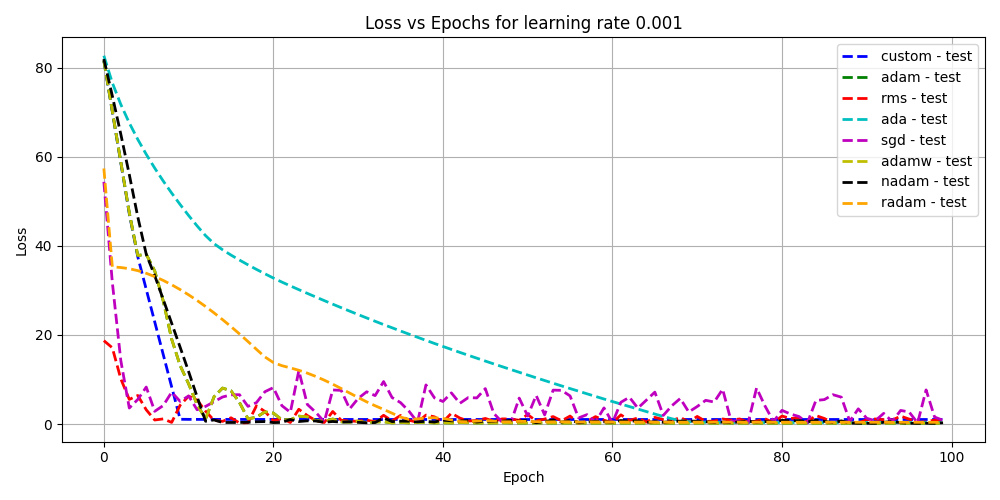 Loss vs Epochs for learning rate 0.001
Loss
80
60
40
20
0
custom - test
adam - test
rms - test
ada - test
sgd - test
adamw - test
nadam - test
radam - test
0 20 40 60 80 100
Epoch